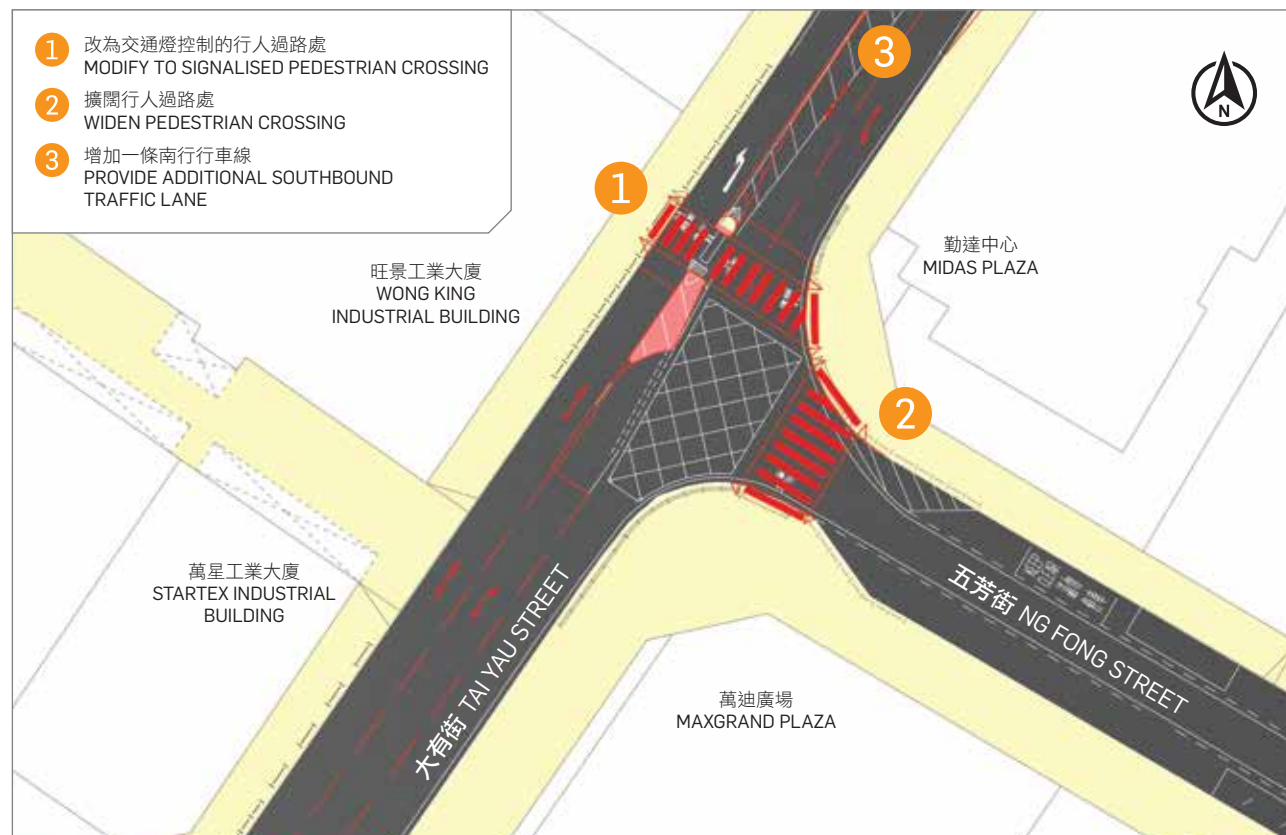 1 改為交通燈控制的行人過路處
MODIFY TO SIGNALISED PEDESTRIAN CROSSING
2 擴闊行人過路處
WIDEN PEDESTRIAN CROSSING
3 增加一條南行行車線
PROVIDE ADDITIONAL SOUTHBOUND
TRAFFIC LANE
3
N
1
旺景工業大廈
WONG KING
INDUSTRIAL BUILDING
勤達中心
MIDAS PLAZA
2
萬星工業大廈
STARTEX INDUSTRIAL
BUILDING
大有街 TAI YAU STREET
五芳街 NG FONG STREET
萬迪廣場
MAXGRAND PLAZA